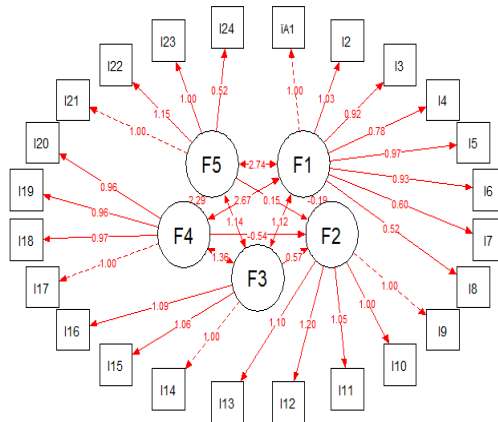 I24
I23
ïA1
I2
I3
I22
I4
I21
I5
I20
I6
I19
I7
I18
I8
I17
I9
I16
I10
I15
I11
I14
I12
I13
F5
F1
F4
F2
F3
0.52
1.00
1.15
1.00
1.00
1.03
0.92
0.78
0.97
0.93
0.60
0.52
2.74
0.96
0.96
0.97
1.00
2.29
2.67
0.15
-0.19
1.14
1.12
-0.54
1.36
0.57
1.09
1.06
1.00
1.10
1.20
1.05
1.00
1.00